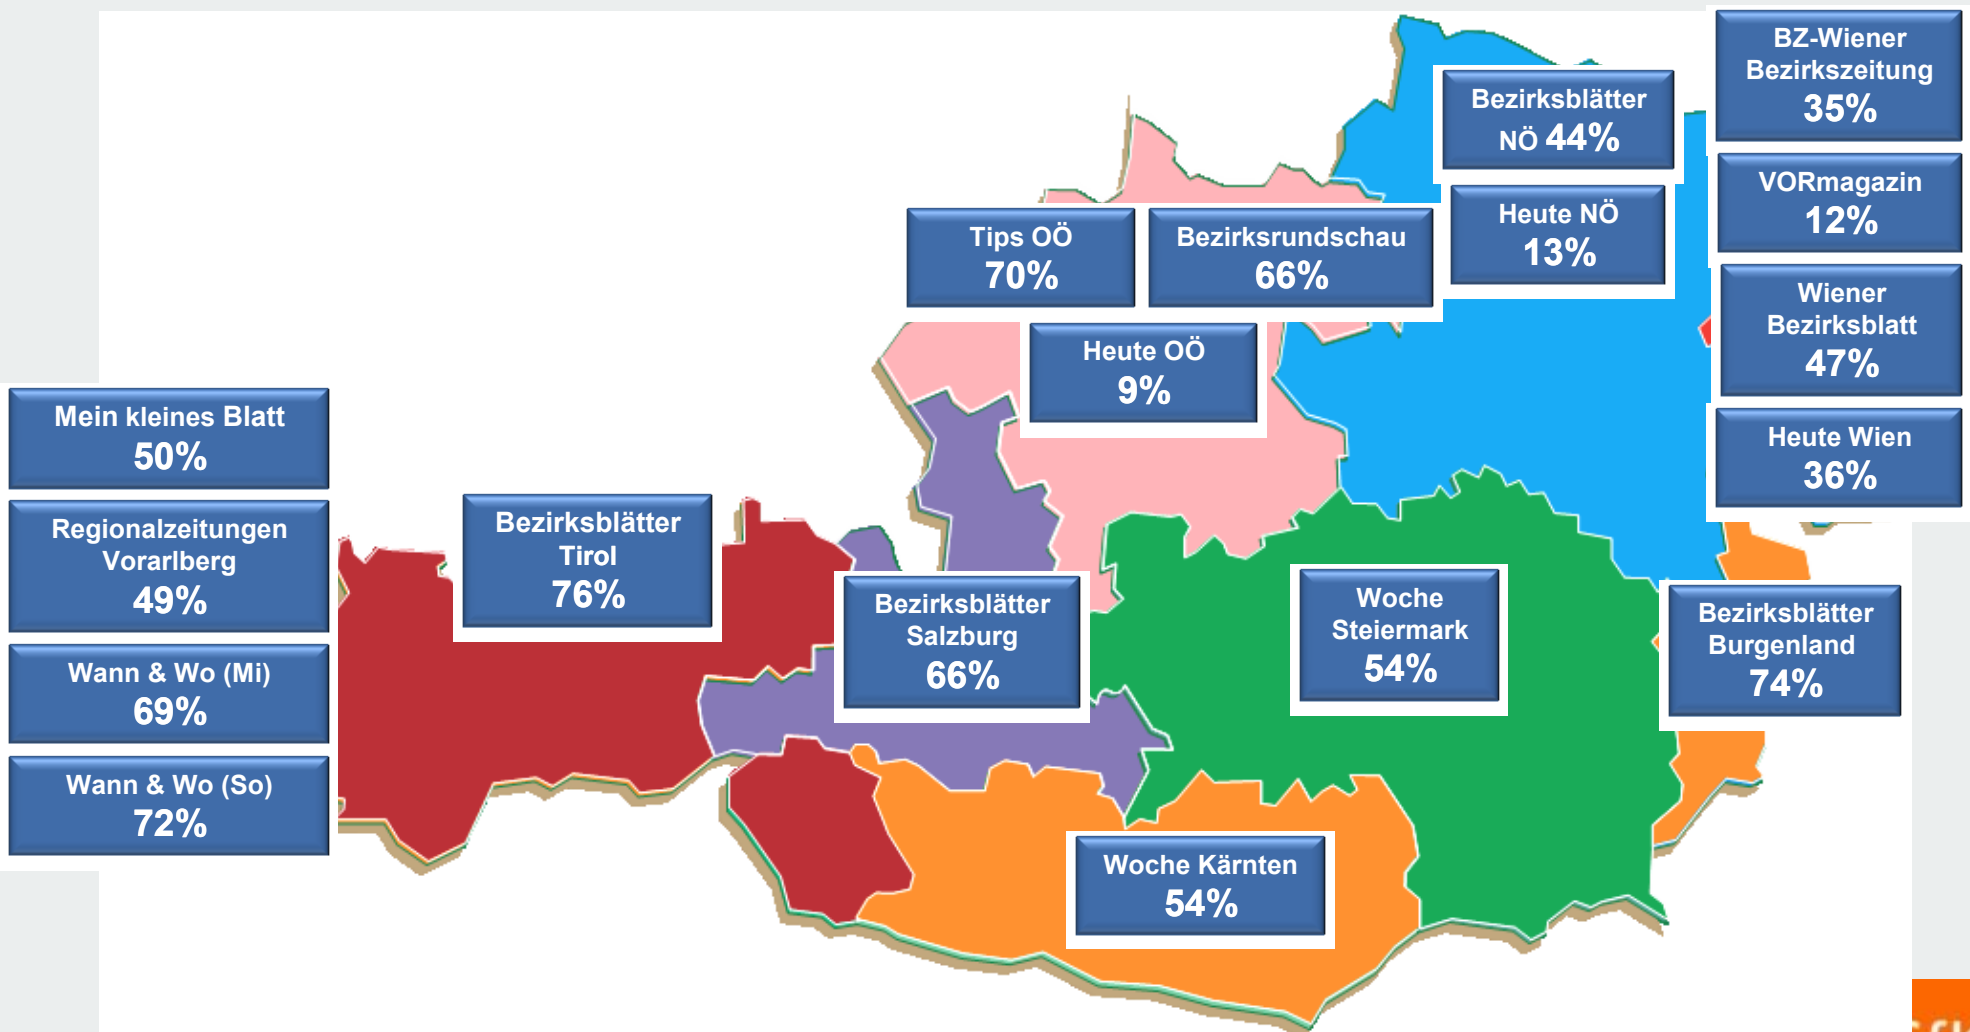 BZ-Wiener
Bezirkszeitung
35%
Bezirksblätter
NÖ 44%
VORmagazin
12%
Heute NÖ
13%
Tips OÖ
70%
Bezirksrundschau
66%
Wiener
Bezirksblatt
47%
Heute OÖ
9%
Heute Wien
36%
Mein kleines Blatt
50%
Regionalzeitungen
Vorarlberg
49%
Wann & Wo (Mi)
69%
Wann & Wo (So)
72%
Bezirksblätter
Tirol
76%
Bezirksblätter
Salzburg
66%
Woche
Steiermark
54%
Bezirksblätter
Burgenland
74%
Woche Kärnten
54%